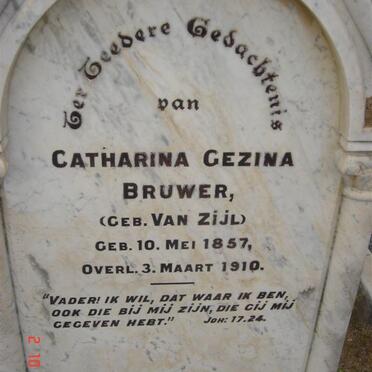 Ter Teedere Gedachtenis
van
CATHARINA GEZINA
BRUWER,
(GEB. VAN ZIJL)
GEB. 10. MEI 1857,
OVERL. 3. MAART 1910.
"VADER! IK WIL, DAT WAAR IK BEN,
OOK DIE BIJ MIJ ZIJN, DIE GIJ MIJ
GEGEVEN HEBT." JOH: 17.24.
2.10